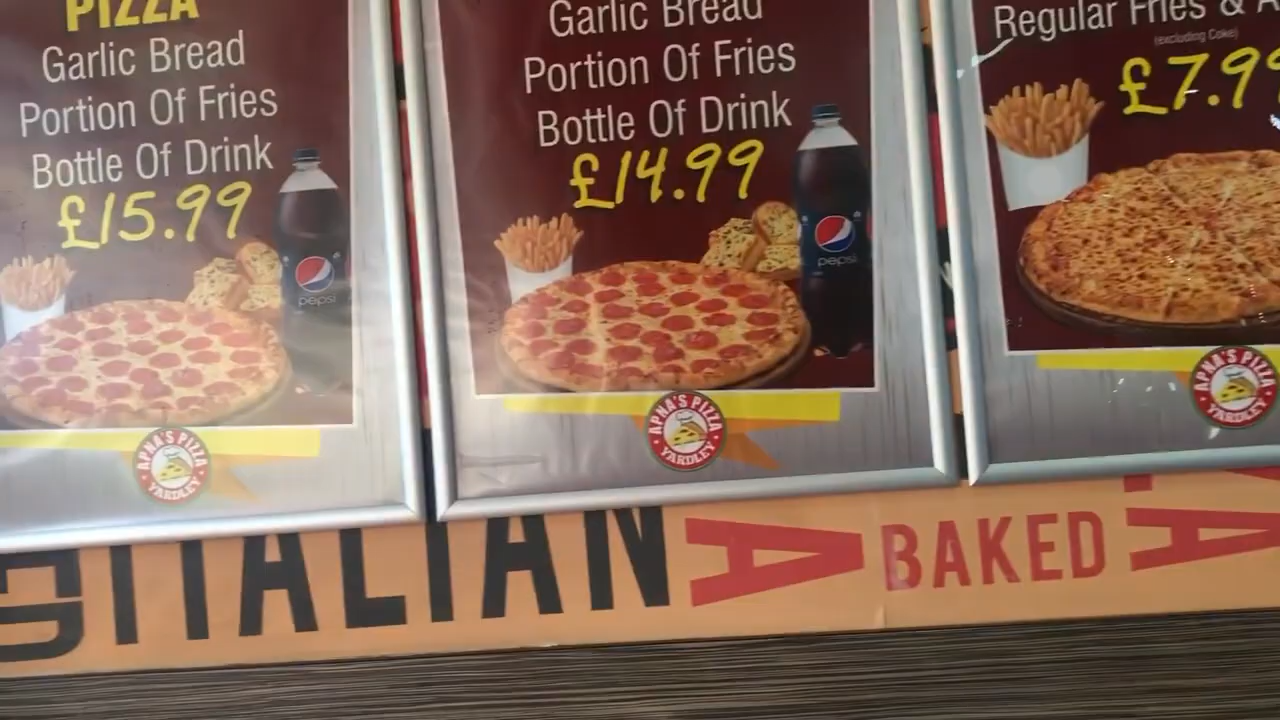 PIZZA
Garlic Bread
Portion Of Fries
Bottle Of Drink
£15.99
pepsi
APNA'S PIZZA
YARDLEY
Garlic Bread
Portion Of Fries
Bottle Of Drink
£14.99
pepsi
APNA'S PIZZA
YARDLEY
Regular Fries & A
(excluding Coke)
£7.99
APNA'S PIZZA
YARDLEY
ITALIAN
BAKED